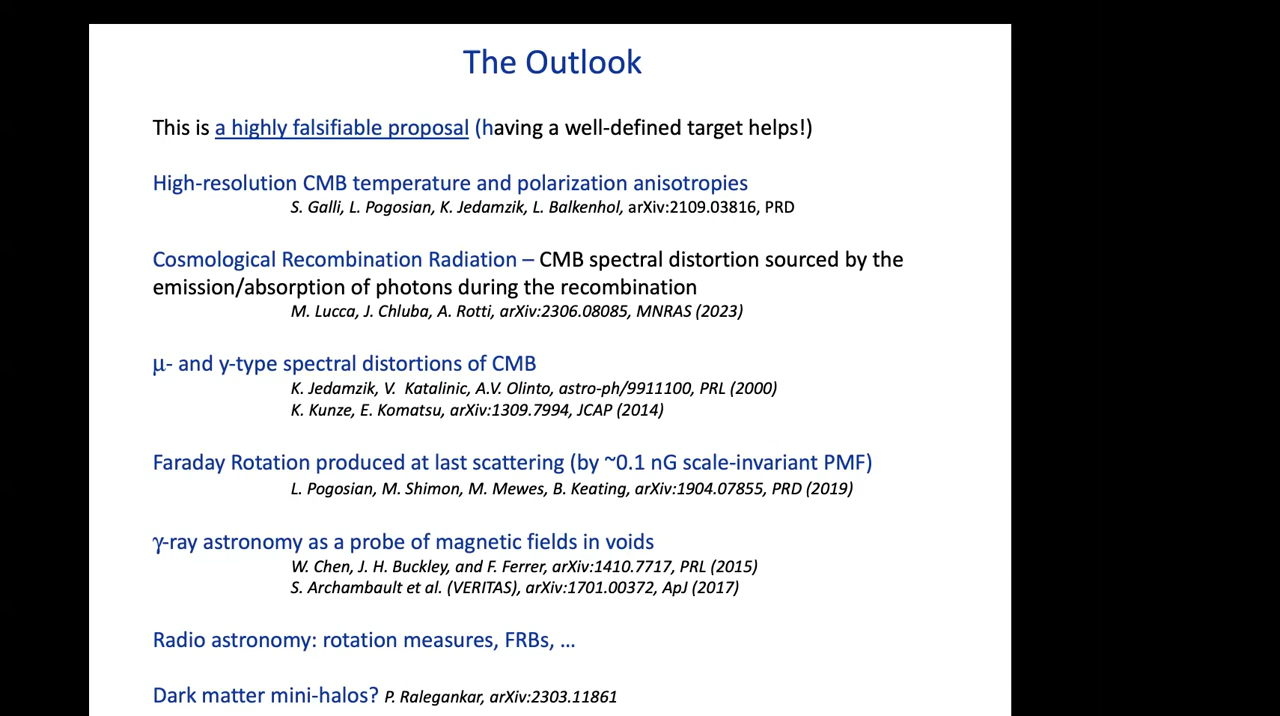 The Outlook
This is a highly falsifiable proposal (having a well-defined target helps!)
High-resolution CMB temperature and polarization anisotropies
S. Galli, L. Pogosian, K. Jedamzik, L. Balkenhol, arXiv:2109.03816, PRD
Cosmological Recombination Radiation – CMB spectral distortion sourced by the
emission/absorption of photons during the recombination
M. Lucca, J. Chluba, A. Rotti, arXiv:2306.08085, MNRAS (2023)
μ- and y-type spectral distortions of CMB
K. Jedamzik, V. Katalinic, A.V. Olinto, astro-ph/9911100, PRL (2000)
K. Kunze, E. Komatsu, arXiv:1309.7994, JCAP (2014)
Faraday Rotation produced at last scattering (by ~0.1 nG scale-invariant PMF)
L. Pogosian, M. Shimon, M. Mewes, B. Keating, arXiv:1904.07855, PRD (2019)
γ-ray astronomy as a probe of magnetic fields in voids
W. Chen, J. H. Buckley, and F. Ferrer, arXiv:1410.7717, PRL (2015)
S. Archambault et al. (VERITAS), arXiv:1701.00372, ApJ (2017)
Radio astronomy: rotation measures, FRBs, ...
Dark matter mini-halos? P. Ralegankar, arXiv:2303.11861